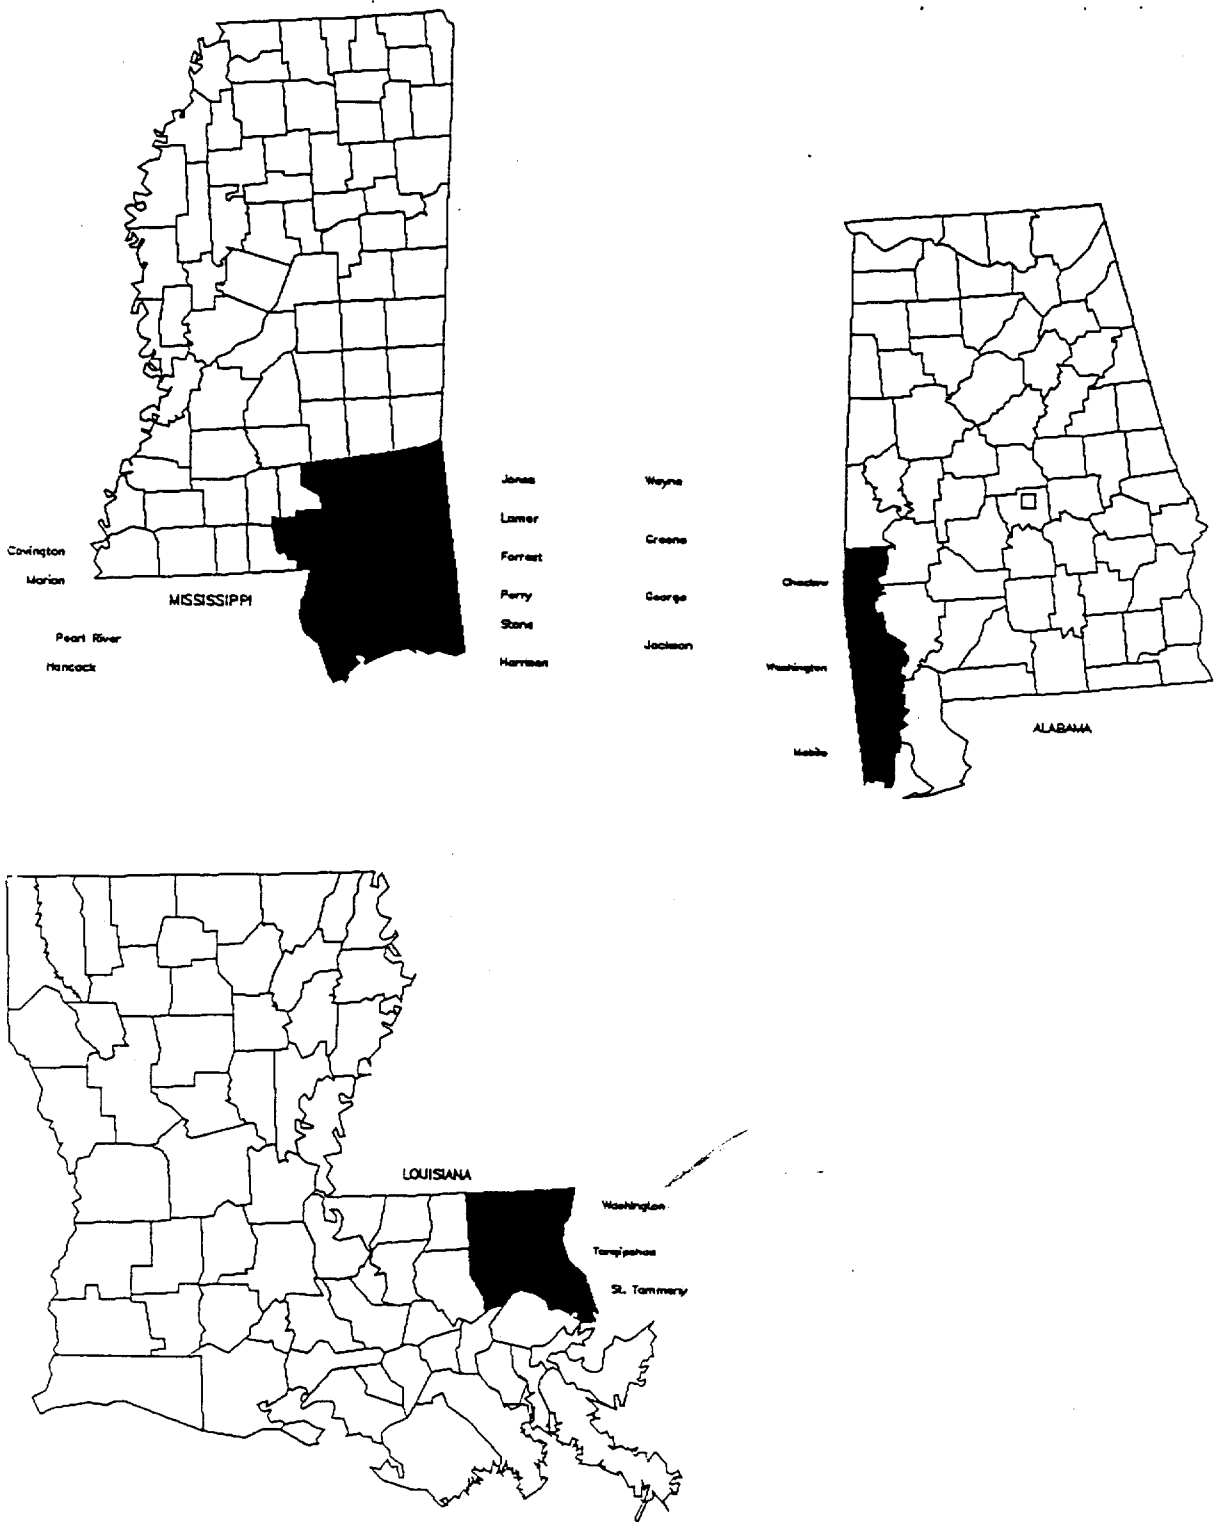 Jones
Wayne
Lamar
Greene
Covington
Forrest
Marion
Choctaw
MISSISSIPPI
Perry
George
Pearl River
Stone
Jackson
Hancock
Harrison
Washington
ALABAMA
Mobile
LOUISIANA
Washington
Tangipahoa
St. Tammany